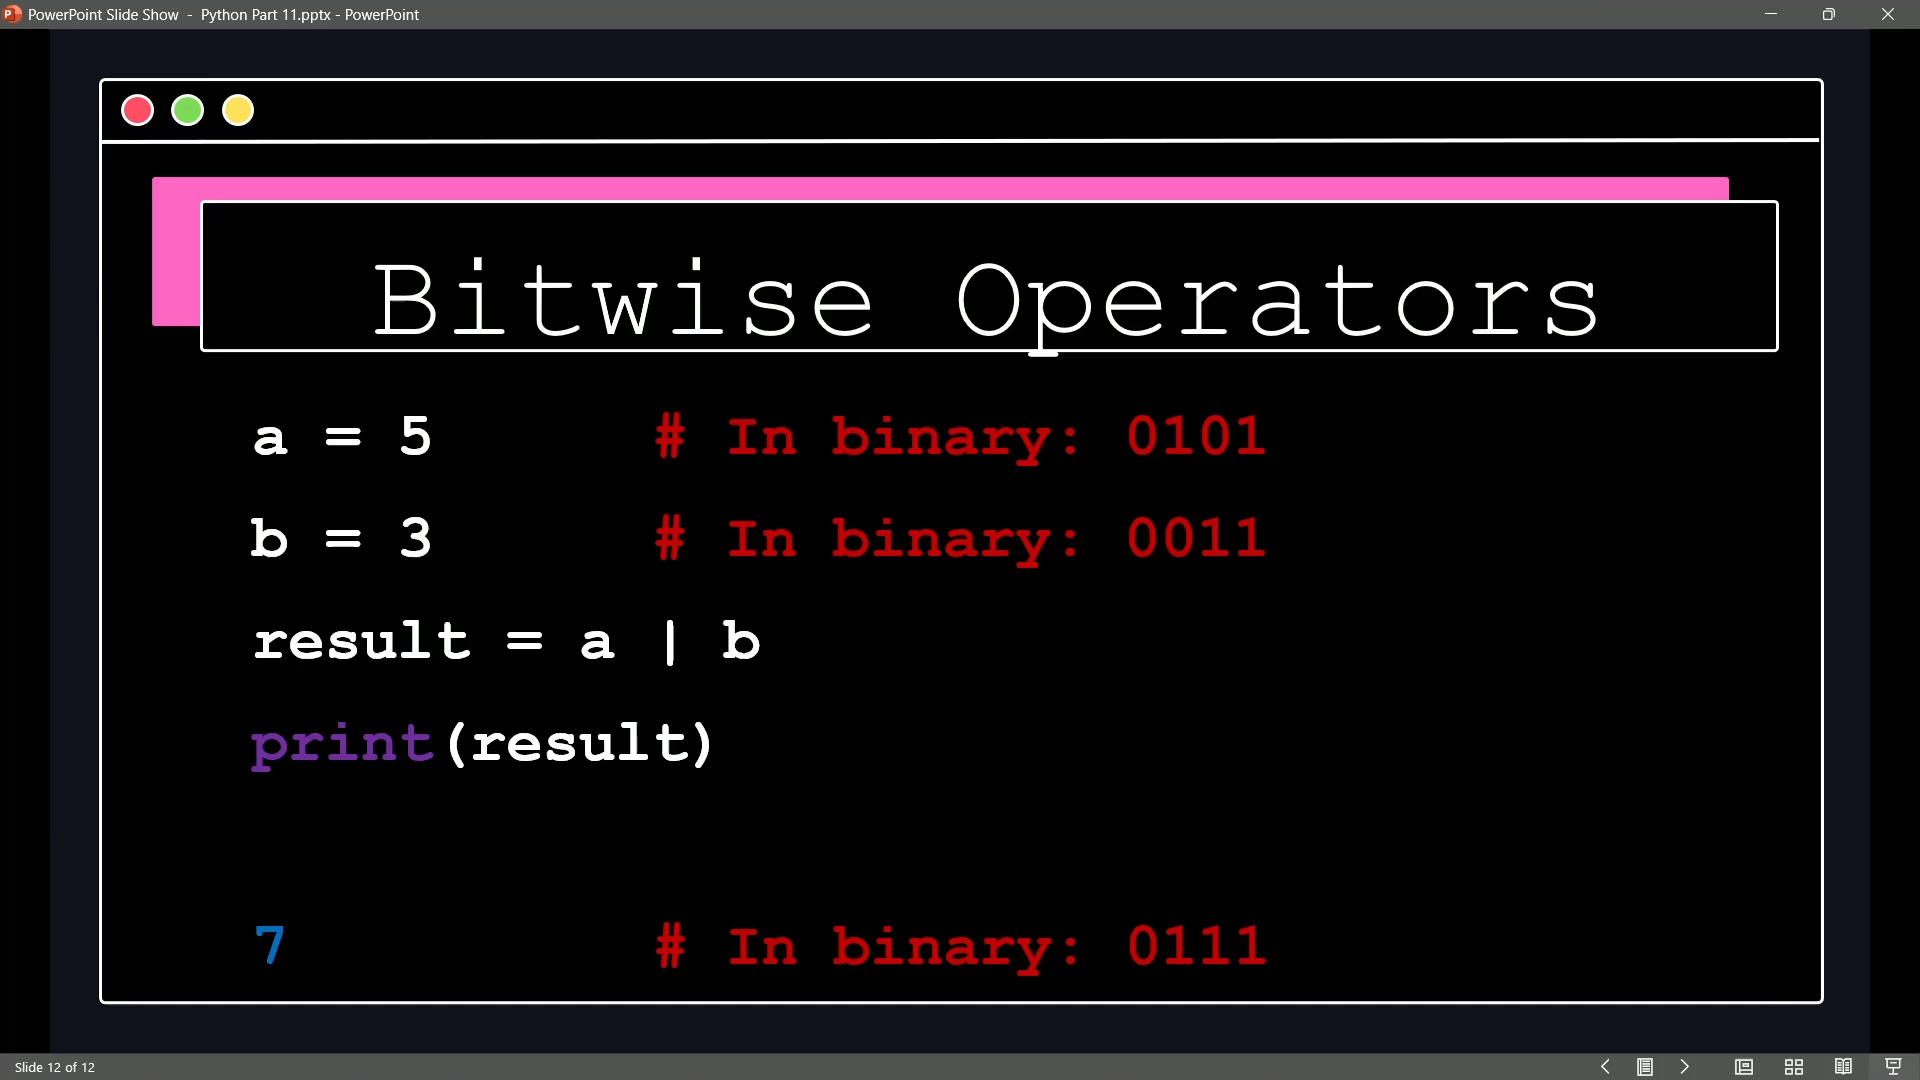 PowerPoint Slide Show - Python Part 11.pptx - PowerPoint
Bitwise Operators
a = 5 # In binary: 0101
b = 3 # In binary: 0011
result = a | b
print(result)
7 # In binary: 0111
Slide 12 of 12